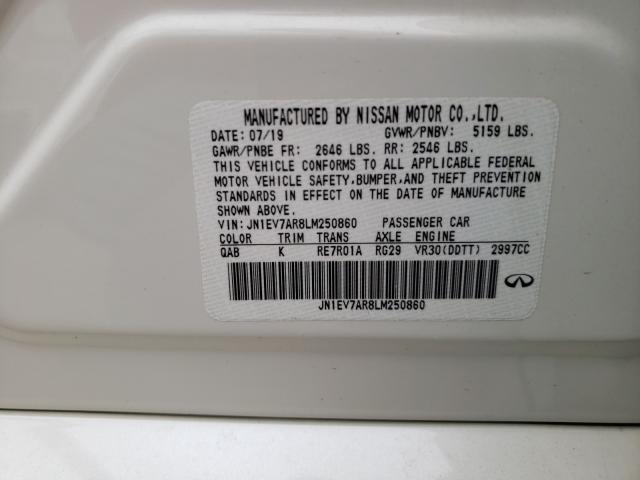 MANUFACTURED BY NISSAN MOTOR CO.,LTD.
DATE: 07/19 GVWR/PNBV: 5159 LBS.
GAWR/PNBE FR: 2646 LBS. RR: 2546 LBS.
THIS VEHICLE CONFORMS TO ALL APPLICABLE FEDERAL
MOTOR VEHICLE SAFETY,BUMPER,AND THEFT PREVENTION
STANDARDS IN EFFECT ON THE DATE OF MANUFACTURE
SHOWN ABOVE.
VIN:JN1EV7AR8LM250860 PASSENGER CAR
COLOR TRIM TRANS AXLE ENGINE
QAB K RE7R01A RG29 VR30(DDTT) 2997CC
JN1EV7AR8LM250860